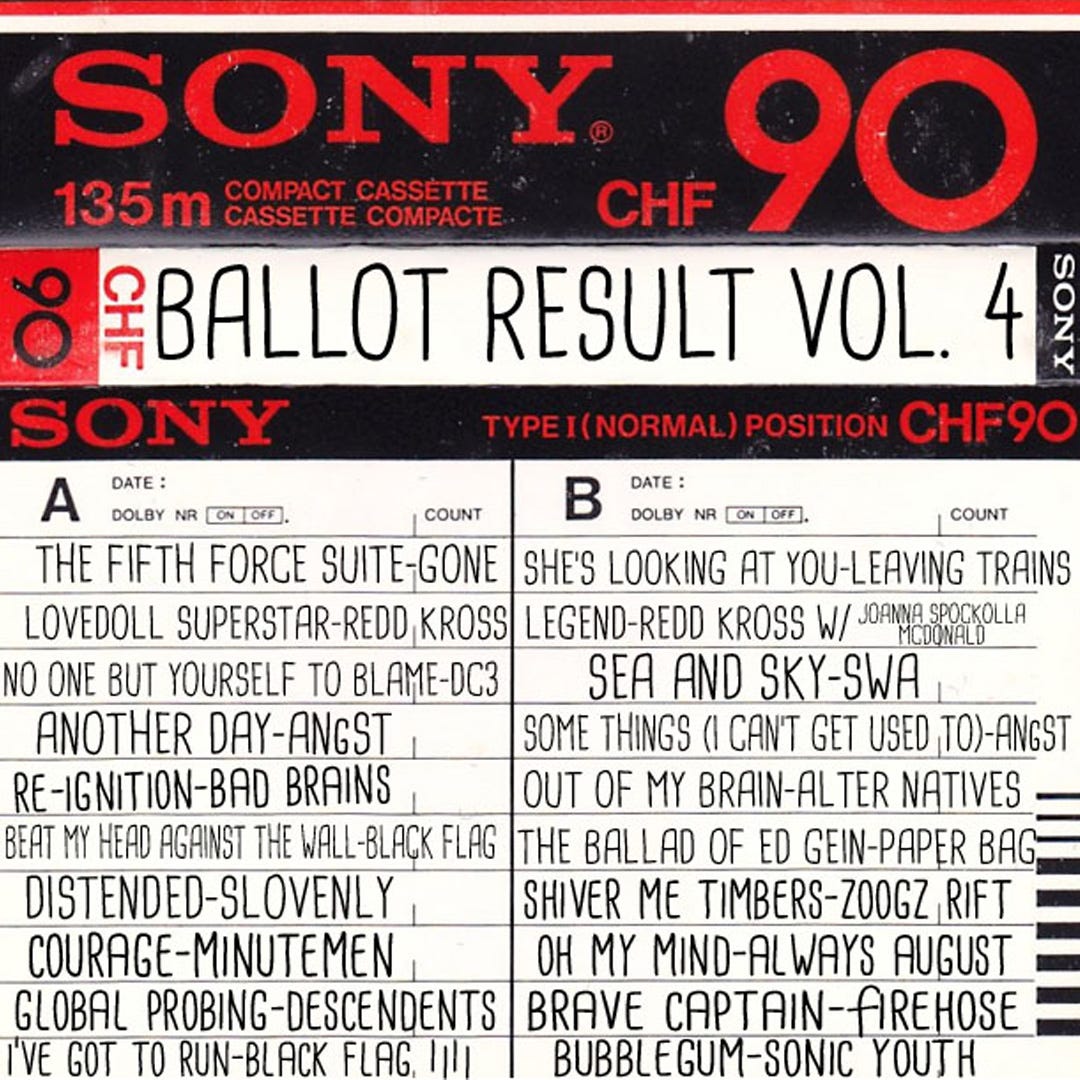 SONY®
90
135m COMPACT CASSETTE
CASSETTE COMPACTE
CHF
90
CHF
BALLOT RESULT VOL. 4
SONY
SONY
TYPE I (NORMAL) POSITION CHF90
A
DATE :
DOLBY NR ON OFF.
COUNT
THE FIFTH FORCE SUITE-GONE
LOVEDOLL SUPERSTAR-REDD KROSS
NO ONE BUT YOURSELF TO BLAME-DC3
ANOTHER DAY-ANGST
RE-IGNITION-BAD BRAINS
BEAT MY HEAD AGAINST THE WALL-BLACK FLAG
DISTENDED-SLOVENLY
COURAGE-MINUTEMEN
GLOBAL PROBING-DESCENDENTS
I'VE GOT TO RUN-BLACK FLAG
B
DATE :
DOLBY NR ON OFF.
COUNT
SHE'S LOOKING AT YOU-LEAVING TRAINS
LEGEND-REDD KROSS W/ JOANNA SPOCKOLLA
MCDONALD
SEA AND SKY-SWA
SOME THINGS (I CAN'T GET USED TO)-ANGST
OUT OF MY BRAIN-ALTER NATIVES
THE BALLAD OF ED GEIN-PAPER BAG
SHIVER ME TIMBERS-ZOOGZ RIFT
OH MY MIND-ALWAYS AUGUST
BRAVE CAPTAIN-FIREHOSE
BUBBLEGUM-SONIC YOUTH